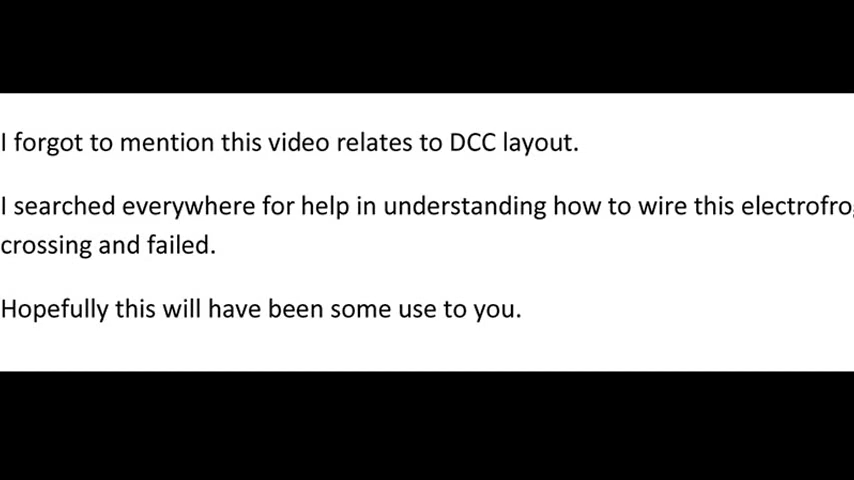 I forgot to mention this video relates to DCC layout.
I searched everywhere for help in understanding how to wire this electrofro
crossing and failed.
Hopefully this will have been some use to you.